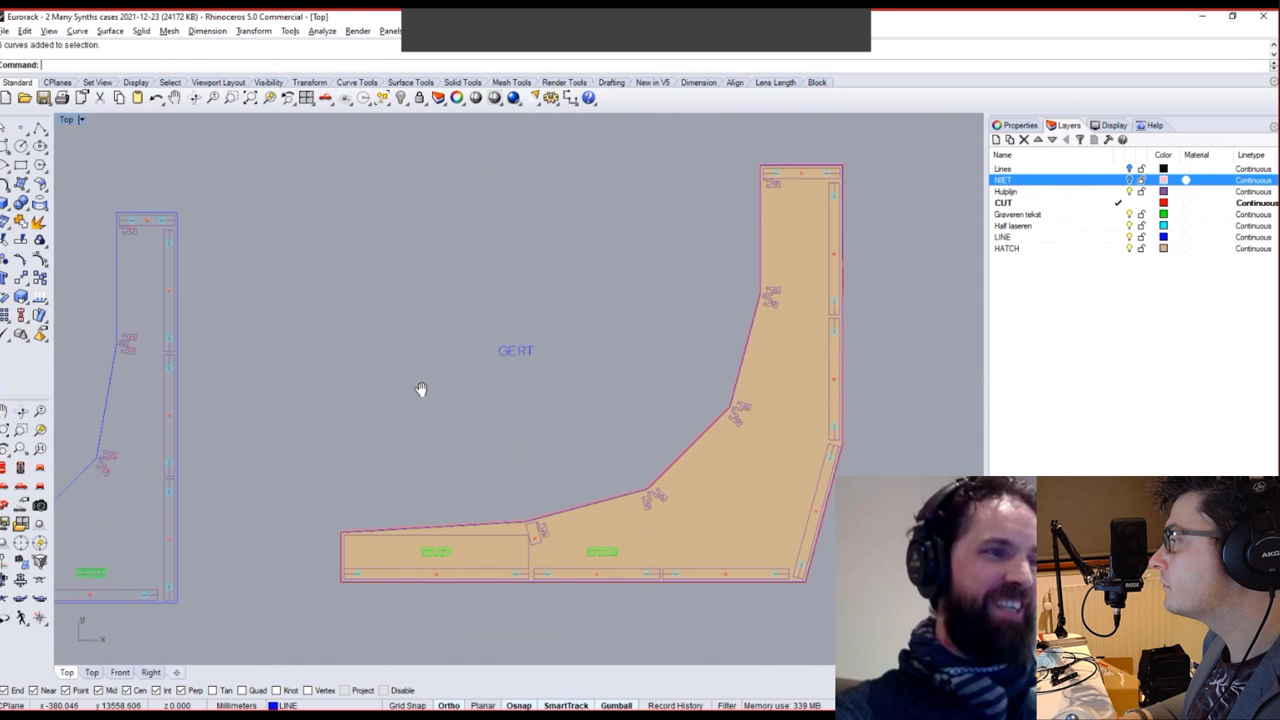 Eurorack - 2 Many Synths cases 2021-12-23 (24172 KB) - Rhinoceros 5.0 Commercial - [Top]
ile Edit View Curve Surface Solid Mesh Dimension Transform Tools Analyze Render Panels
curves added to selection.
Command:
Standard CPlanes Set View Display Select Viewport Layout Visibility Transform Curve Tools Surface Tools Solid Tools Mesh Tools Render Tools Drafting New in V5 Dimension Align Lens Length Block
Top
Properties Layers Display Help
Name Color Material Linetype
Lines Continuous
NIET Continuous
Hulplijn Continuous
CUT Continuous
Graveren tekst Continuous
Half laseren Continuous
LINE Continuous
HATCH Continuous
GERT
RODE
AKG
y
x
Top Top Front Right
End Near Point Mid Cen Int Perp Tan Quad Knot Vertex Project Disable
CPlane x -380.046 y 13558.606 z 0.000 Millimeters LINE Grid Snap Ortho Planar Osnap SmartTrack Gumball Record History Filter Memory use: 339 MB